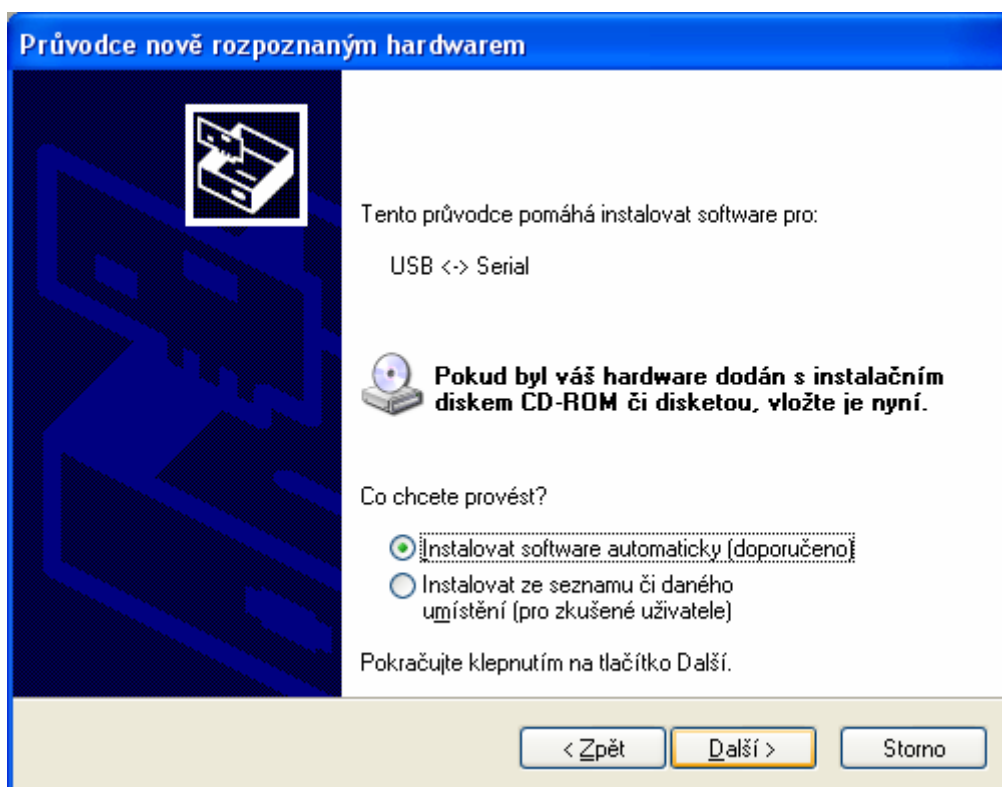 Průvodce nově rozpoznaným hardwarem
Tento průvodce pomáhá instalovat software pro:
USB <-> Serial
Pokud byl váš hardware dodán s instalačním
diskem CD-ROM či disketou, vložte je nyní.
Co chcete provést?
Instalovat software automaticky (doporučeno)
Instalovat ze seznamu či daného
umístění (pro zkušené uživatele)
Pokračujte klepnutím na tlačítko Další.
< Zpět
Další >
Storno